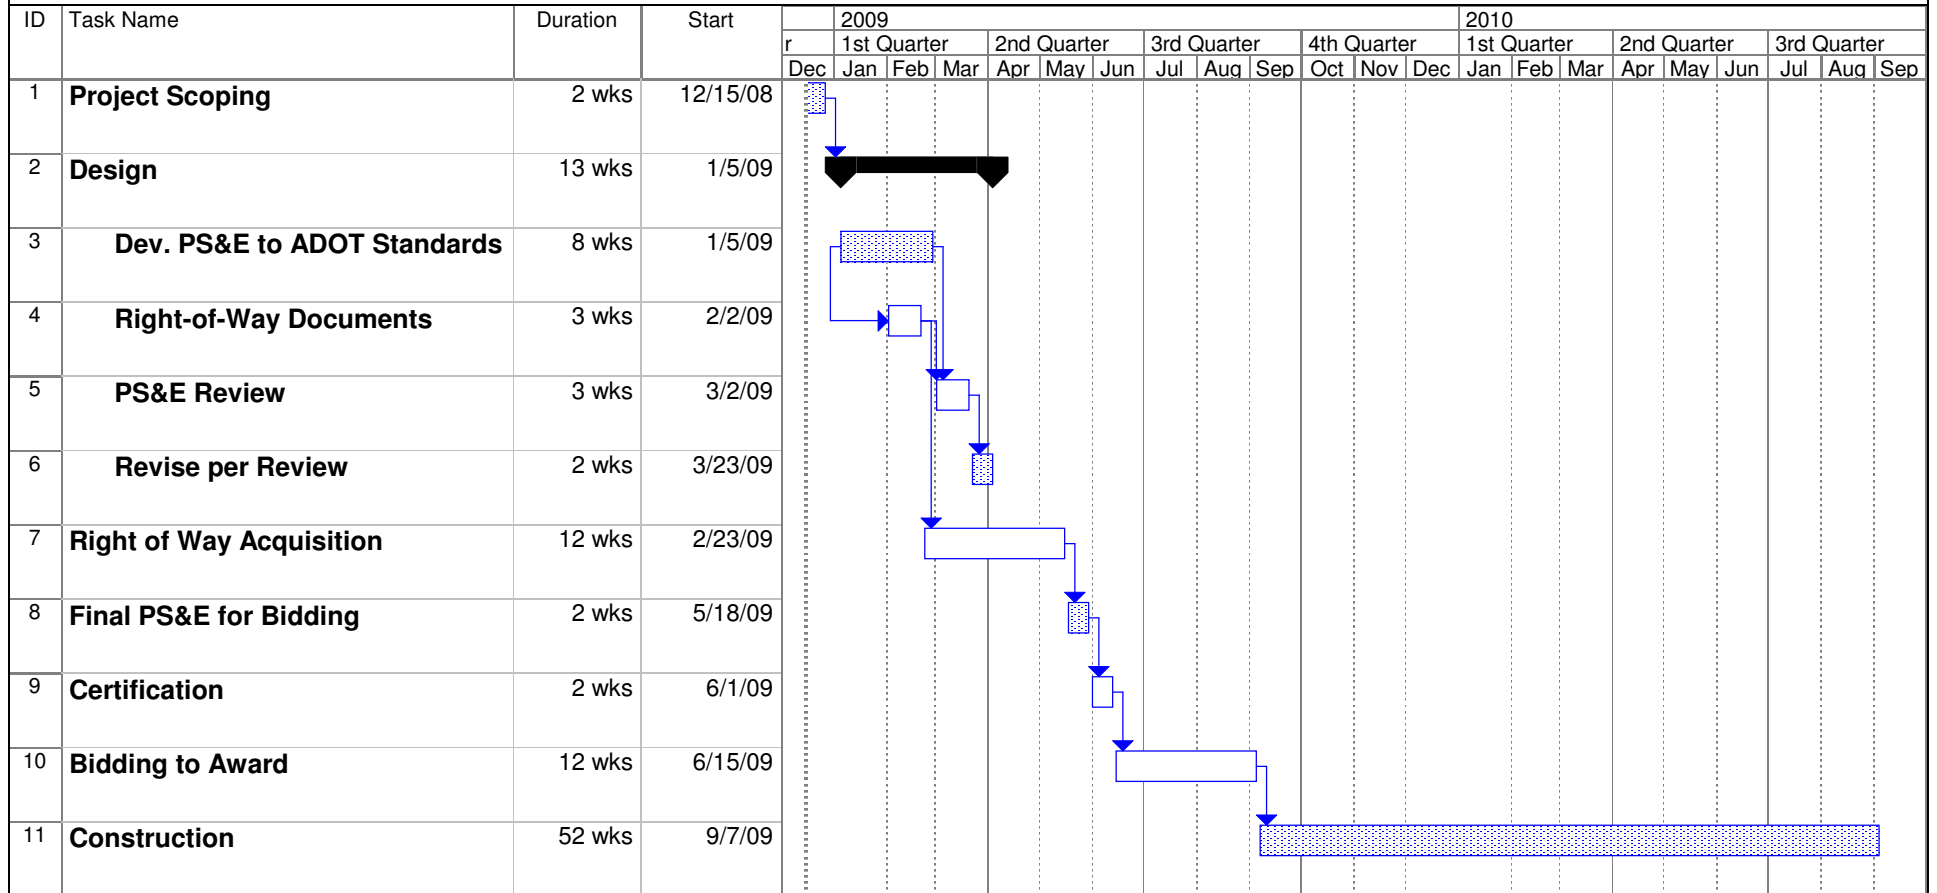 ID Task Name Duration Start 2009 2010
r 1st Quarter 2nd Quarter 3rd Quarter 4th Quarter 1st Quarter 2nd Quarter 3rd Quarter
Dec Jan Feb Mar Apr May Jun Jul Aug Sep Oct Nov Dec Jan Feb Mar Apr May Jun Jul Aug Sep
1 Project Scoping 2 wks 12/15/08
2 Design 13 wks 1/5/09
3 Dev. PS&E to ADOT Standards 8 wks 1/5/09
4 Right-of-Way Documents 3 wks 2/2/09
5 PS&E Review 3 wks 3/2/09
6 Revise per Review 2 wks 3/23/09
7 Right of Way Acquisition 12 wks 2/23/09
8 Final PS&E for Bidding 2 wks 5/18/09
9 Certification 2 wks 6/1/09
10 Bidding to Award 12 wks 6/15/09
11 Construction 52 wks 9/7/09